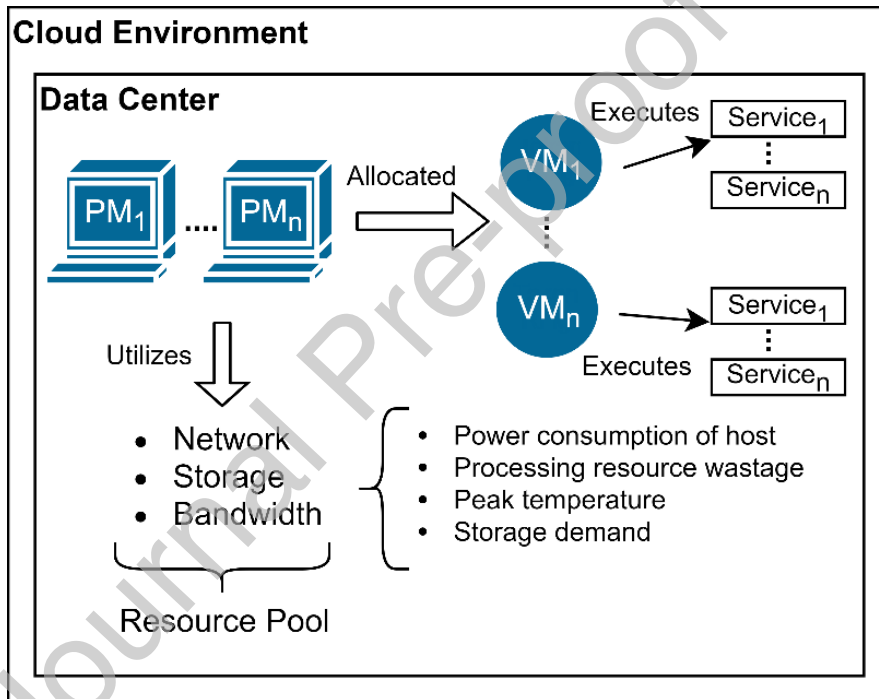 Cloud Environment
Data Center
PM1 .... PMn
Allocated
VM1
Executes
Service1
Servicen
VMn
Executes
Service1
Servicen
Utilizes
• Network
• Storage
• Bandwidth
Resource Pool
• Power consumption of host
• Processing resource wastage
• Peak temperature
• Storage demand
Journal Pre-proof